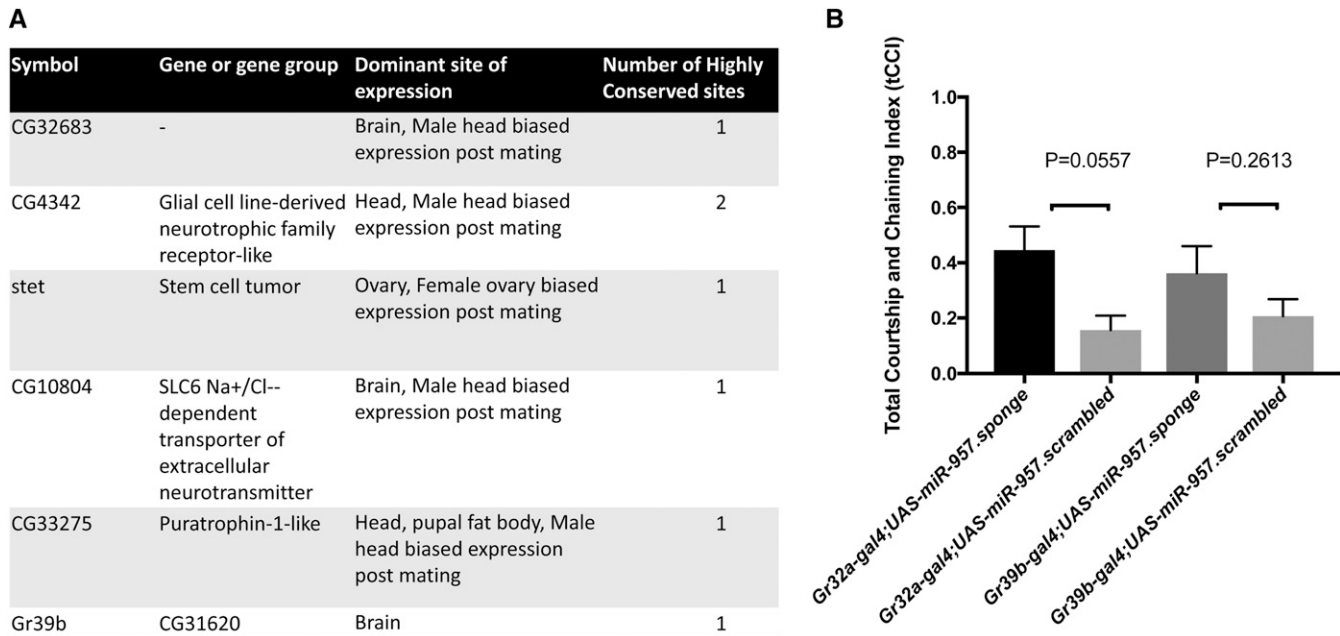 A
Symbol Gene or gene group Dominant site of Number of Highly
expression Conserved sites
CG32683 - Brain, Male head biased 1
expression post mating
CG4342 Glial cell line-derived Head, Male head biased 2
neurotrophic family expression post mating
receptor-like
stet Stem cell tumor Ovary, Female ovary biased 1
expression post mating
CG10804 SLC6 Na+/Cl-- Brain, Male head biased 1
dependent expression post mating
transporter of
extracellular
neurotransmitter
CG33275 Puratrophin-1-like Head, pupal fat body, Male 1
head biased expression
post mating
Gr39b CG31620 Brain 1
B
Total Courtship and Chaining Index (tCCI)
1.0
0.8
0.6
0.4
0.2
0.0
P=0.0557
P=0.2613
Gr32a-gal4;UAS-miR-957.sponge
Gr32a-gal4;UAS-miR-957.scrambled
Gr39b-gal4;UAS-miR-957.sponge
Gr39b-gal4;UAS-miR-957.scrambled